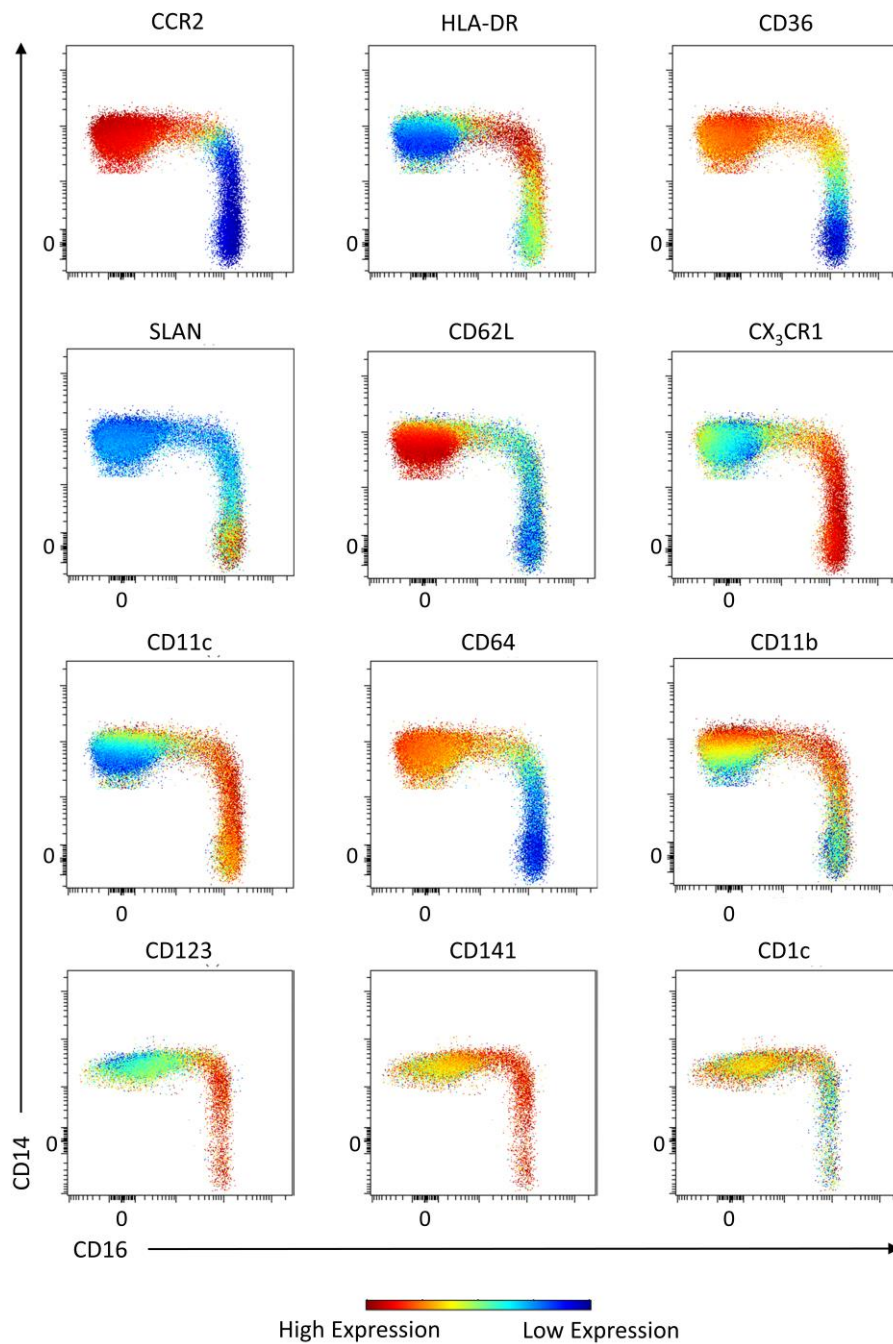 CCR2 HLA-DR CD36
0 0 0
SLAN CD62L CX₃CR1
0 0 0
0 0 0
CD11c CD64 CD11b
0 0 0
0 0 0
CD123 CD141 CD1c
CD14
0 0 0
0 0 0
CD16
High Expression Low Expression